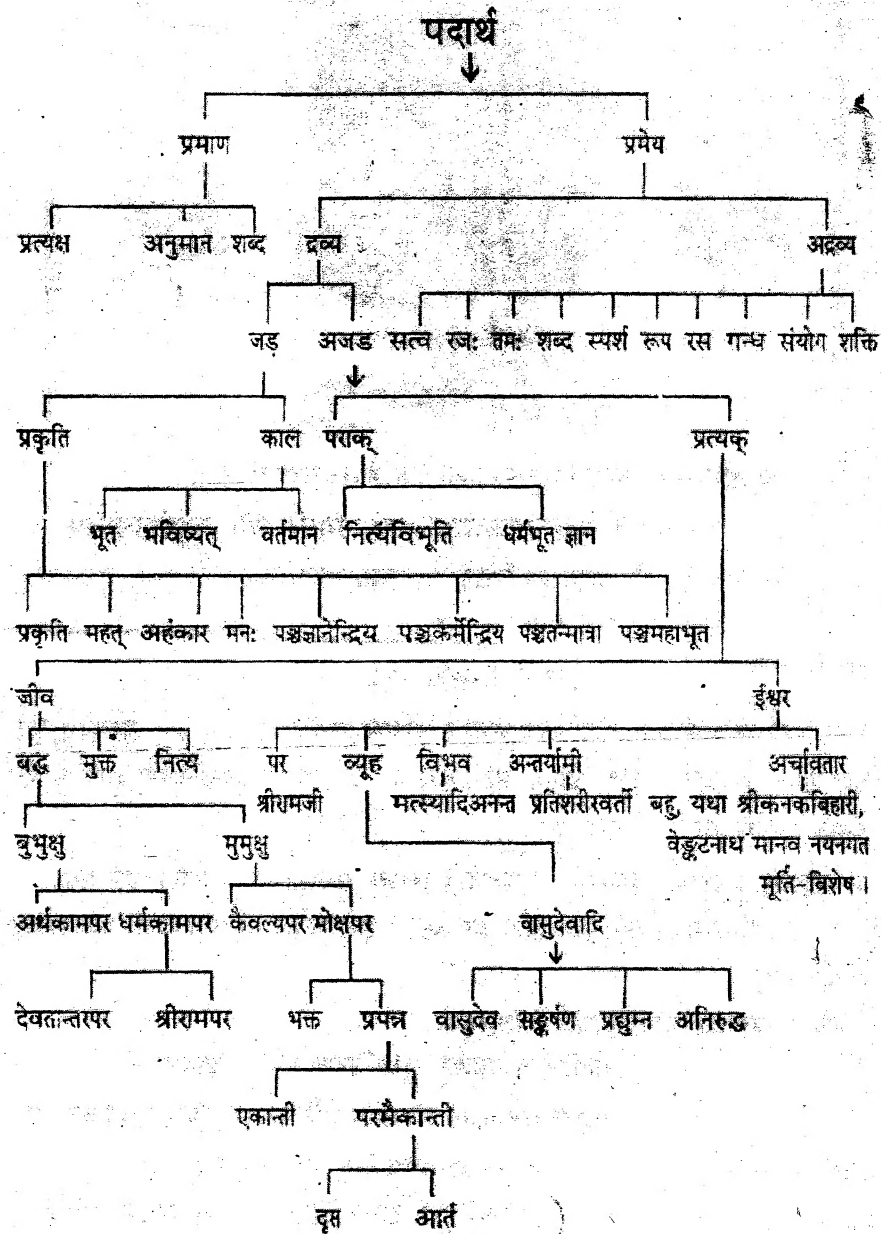 पदार्थ
प्रमाण प्रमेय
प्रत्यक्ष अनुमान शब्द द्रव्य अद्रव्य
जड़ अजड सत्व रजः तमः शब्द स्पर्श रूप रस गन्ध संयोग शक्ति
प्रकृति काल पराक् प्रत्यक्
भूत भविष्यत् वर्तमान नित्यविभूति धर्मभूत ज्ञान
प्रकृति महत् अहंकार मनः पञ्चज्ञानेन्द्रिय पञ्चकर्मेन्द्रिय पञ्चतन्मात्रा पञ्चमहाभूत
जीव ईश्वर
बद्ध मुक्त नित्य पर व्यूह विभव अन्तर्यामी अर्चावतार
श्रीरामजी मत्स्यादिअनन्त प्रतिशरीरवर्ती बहु, यथा श्रीकनकबिहारी,
बुभुक्षु मुमुक्षु वेङ्कटनाथ मानव नयनगत
मूर्ति-विशेष।
अर्थकामपर धर्मकामपर कैवल्यपर मोक्षपर वासुदेवादि
देवतान्तरपर श्रीरामपर भक्त प्रपन्न वासुदेव सङ्कर्षण प्रद्युम्न अनिरुद्ध
एकान्ती परमैकान्ती
दृप्त आर्त